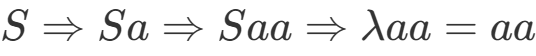 S ⇒ Sa ⇒ Saa ⇒ λaa = aa